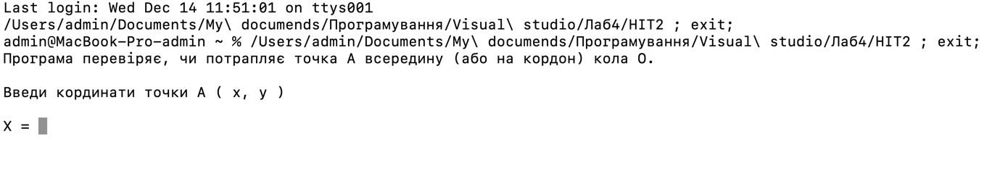 Last login: Wed Dec 14 11:51:01 on ttys001
/Users/admin/Documents/My\ documends/Програмування/Visual\ studio/Лаб4/HIT2 ; exit;
admin@MacBook-Pro-admin ~ % /Users/admin/Documents/My\ documends/Програмування/Visual\ studio/Лаб4/HIT2 ; exit;
Програма перевіряє, чи потрапляє точка А всередину (або на кордон) кола О.
Введи кординати точки А ( x, y )
X =